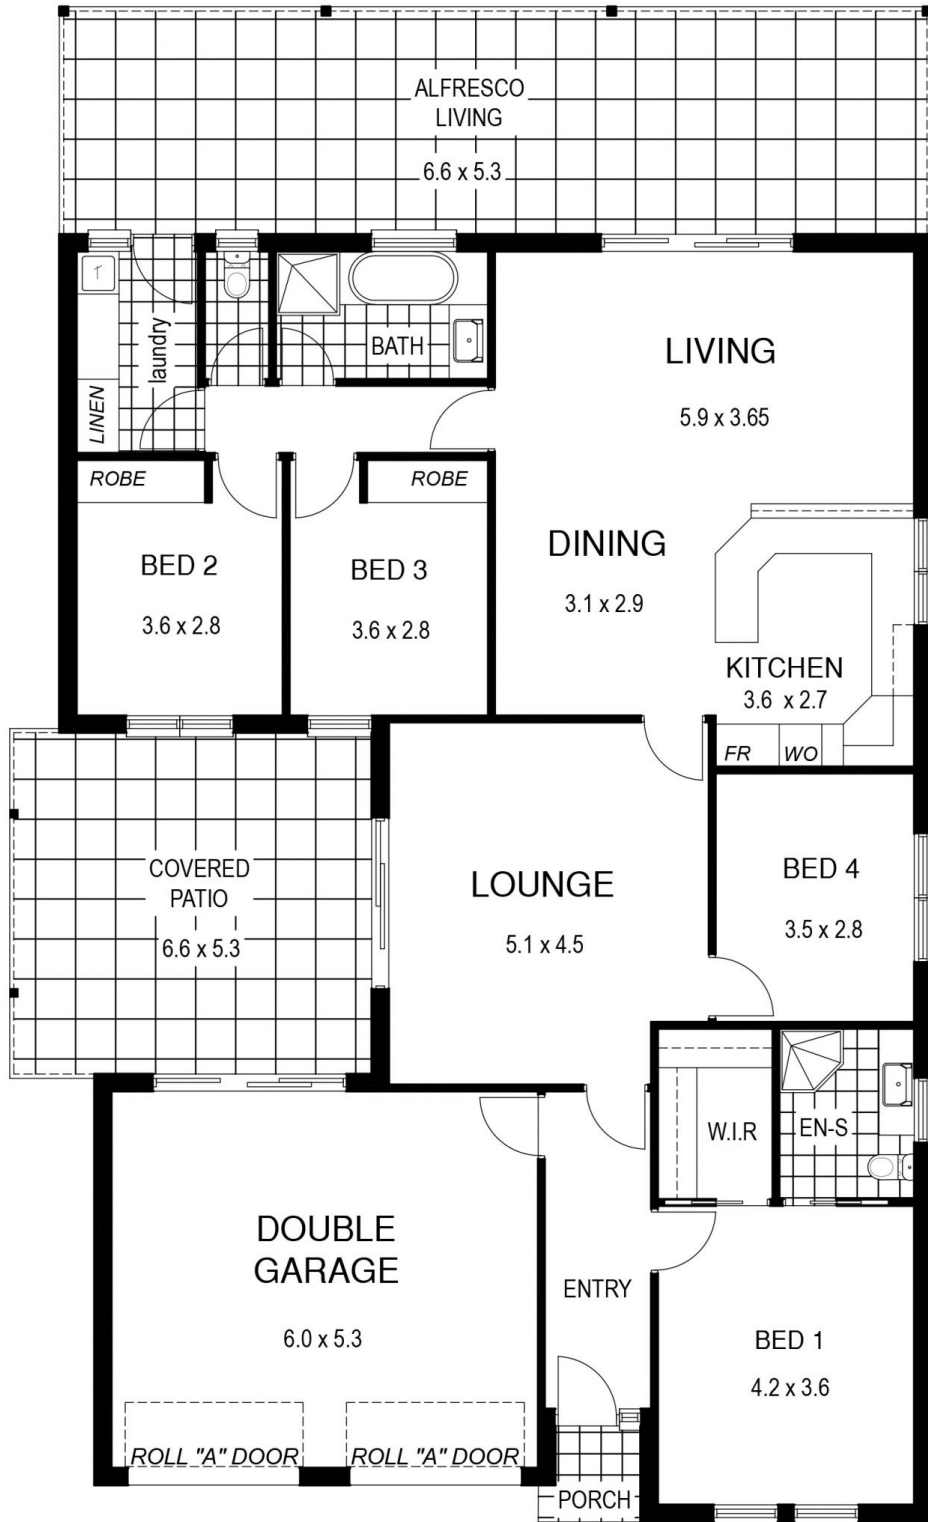 ALFRESCO
LIVING
6.6 x 5.3
laundry
LINEN
BATH
LIVING
5.9 x 3.65
ROBE
ROBE
BED 2
3.6 x 2.8
BED 3
3.6 x 2.8
DINING
3.1 x 2.9
KITCHEN
3.6 x 2.7
FR
WO
COVERED
PATIO
6.6 x 5.3
LOUNGE
5.1 x 4.5
BED 4
3.5 x 2.8
W.I.R
EN-S
DOUBLE
GARAGE
6.0 x 5.3
ENTRY
BED 1
4.2 x 3.6
ROLL "A" DOOR
ROLL "A" DOOR
PORCH